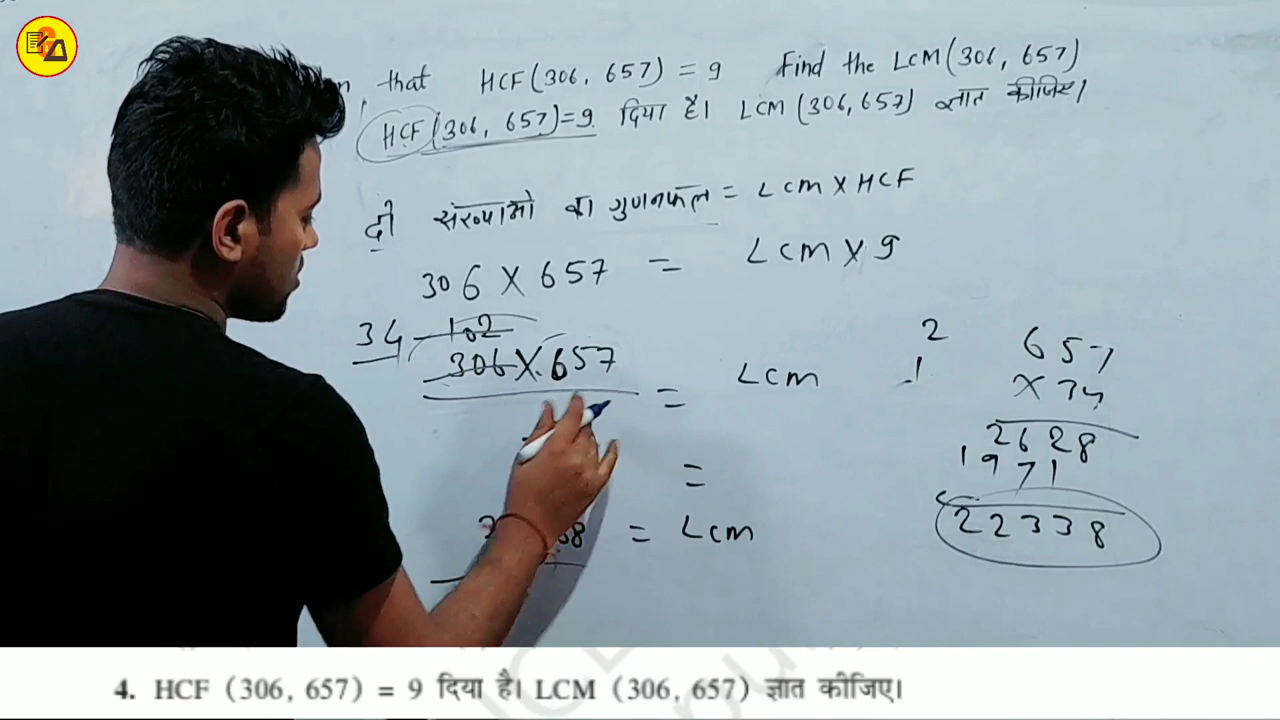 that HCF(306, 657) = 9 Find the LCM(306, 657)
HCF(306, 657)=9 दिया है। LCM (306,657) ज्ञात कीजिए।
दो संख्याओ का गुणनफल = LCM X HCF
306 X 657 = LCM X 9
34 102
306 X 657 = LCM
=
38 = LCM
2
1
657
X 34
2628
1971
22338
4. HCF (306, 657) = 9 दिया है। LCM (306, 657) ज्ञात कीजिए।